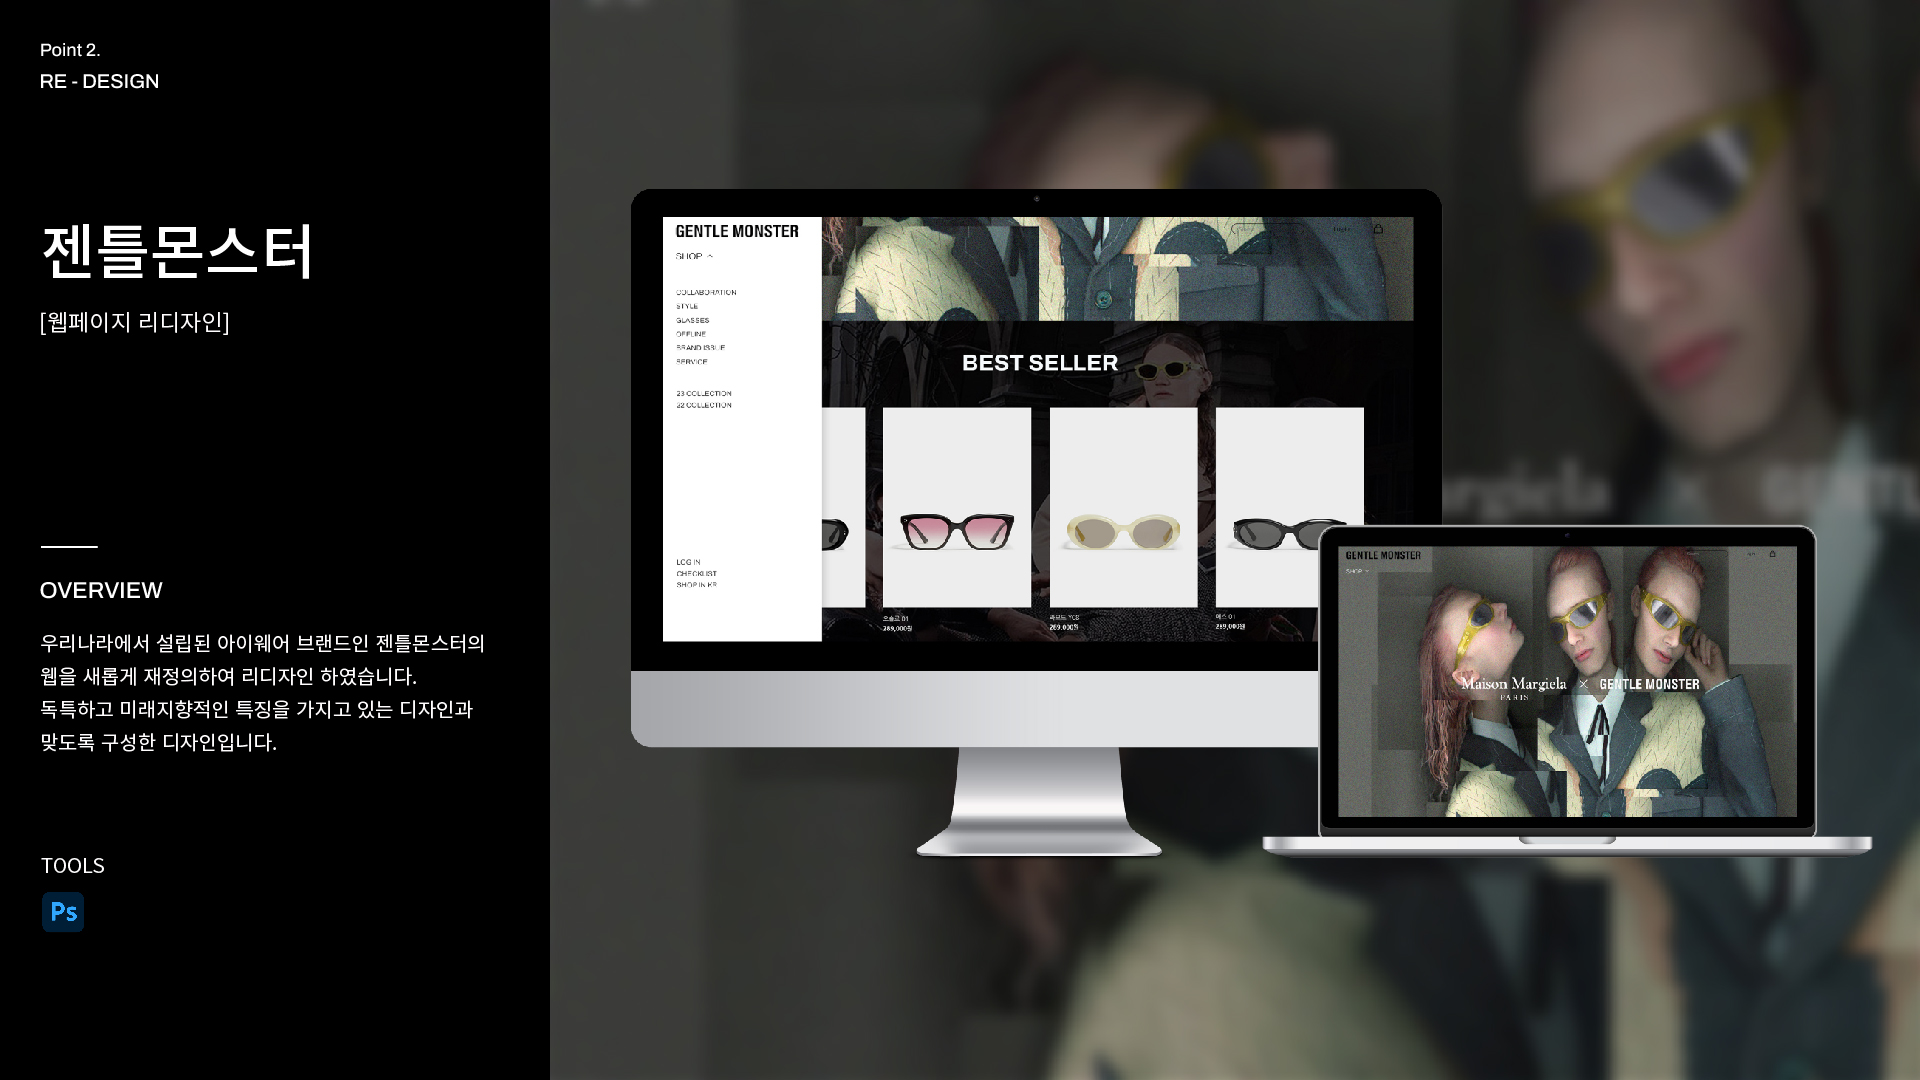 Point 2.
RE - DESIGN
젠틀몬스터
[웹페이지 리디자인]
OVERVIEW
우리나라에서 설립된 아이웨어 브랜드인 젠틀몬스터의
웹을 새롭게 재정의하여 리디자인 하였습니다.
독특하고 미래지향적인 특징을 가지고 있는 디자인과
맞도록 구성한 디자인입니다.
TOOLS
Ps
GENTLE MONSTER
SHOP
COLLABORATION
STYLE
GLASSES
OFFLINE
BRAND ISSUE
SERVICE
23 COLLECTION
22 COLLECTION
LOG IN
CHECKLIST
SHOP IN KR
BEST SELLER
269,000원
269,000원
269,000원
GENTLE MONSTER
SHOP
Maison Margiela × GENTLE MONSTER
PARIS